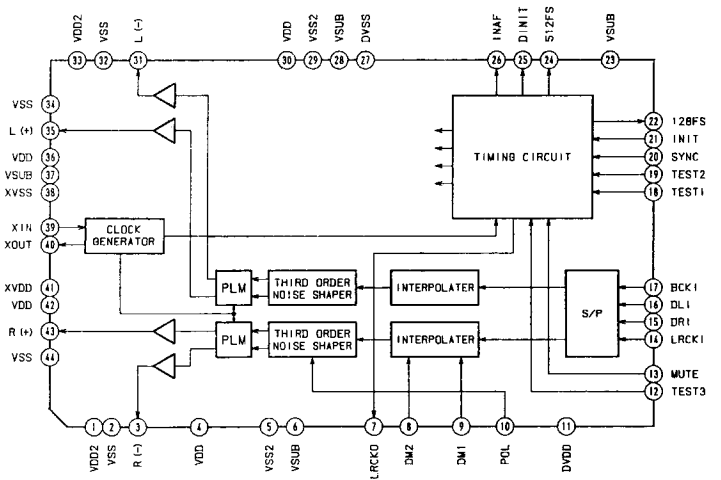 VDD2
VSS
L (-)
VDD
VSS2
VSUB
DVSS
INAF
DINIT
512FS
VSUB
33
32
31
30
29
28
27
26
25
24
23
VSS
34
L (+)
35
VDD
36
VSUB
37
XVSS
38
XIN
39
XOUT
40
XVDD
41
VDD
42
R (+)
43
VSS
44
TIMING CIRCUIT
22
128FS
21
INIT
20
SYNC
19
TEST2
18
TEST1
CLOCK
GENERATOR
PLM
THIRD ORDER
NOISE SHAPER
INTERPOLATER
S/P
PLM
THIRD ORDER
NOISE SHAPER
INTERPOLATER
17
BCKI
16
DLI
15
DRI
14
LRCKI
13
MUTE
12
TEST3
1
2
3
4
5
6
7
8
9
10
11
VDD2
VSS
R (-)
VDD
VSS2
VSUB
LRCKO
DM2
DM1
POL
DVDD